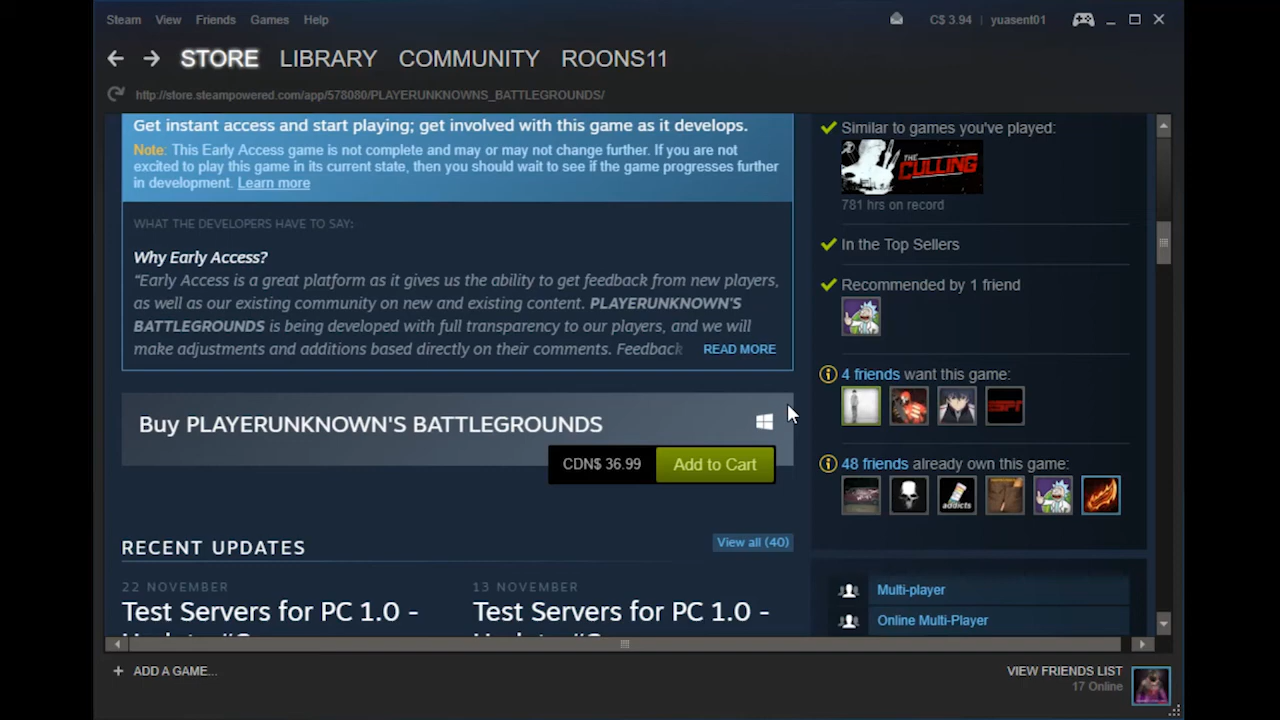 Steam View Friends Games Help
C$ 3.94 | yuasent01
STORE LIBRARY COMMUNITY ROONS11
http://store.steampowered.com/app/578080/PLAYERUNKNOWNS_BATTLEGROUNDS/
Get instant access and start playing; get involved with this game as it develops.
Note: This Early Access game is not complete and may or may not change further. If you are not
excited to play this game in its current state, then you should wait to see if the game progresses further
in development. Learn more
WHAT THE DEVELOPERS HAVE TO SAY:
Why Early Access?
“Early Access is a great platform as it gives us the ability to get feedback from new players,
as well as our existing community on new and existing content. PLAYERUNKNOWN'S
BATTLEGROUNDS is being developed with full transparency to our players, and we will
make adjustments and additions based directly on their comments. Feedback
READ MORE
Buy PLAYERUNKNOWN'S BATTLEGROUNDS
CDN$ 36.99 Add to Cart
RECENT UPDATES
View all (40)
22 NOVEMBER
Test Servers for PC 1.0 -
13 NOVEMBER
Test Servers for PC 1.0 -
Similar to games you've played:
THE
CULLING
781 hrs on record
In the Top Sellers
Recommended by 1 friend
4 friends want this game:
ESPN
48 friends already own this game:
addicts
Multi-player
Online Multi-Player
+ ADD A GAME...
VIEW FRIENDS LIST
17 Online